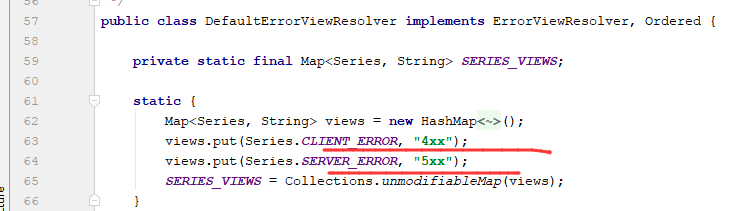 56 */
57 public class DefaultErrorViewResolver implements ErrorViewResolver, Ordered {
58
59 private static final Map<Series, String> SERIES_VIEWS;
60
61 static {
62 Map<Series, String> views = new HashMap<~>();
63 views.put(Series.CLIENT_ERROR, "4xx");
64 views.put(Series.SERVER_ERROR, "5xx");
65 SERIES_VIEWS = Collections.unmodifiableMap(views);
66 }